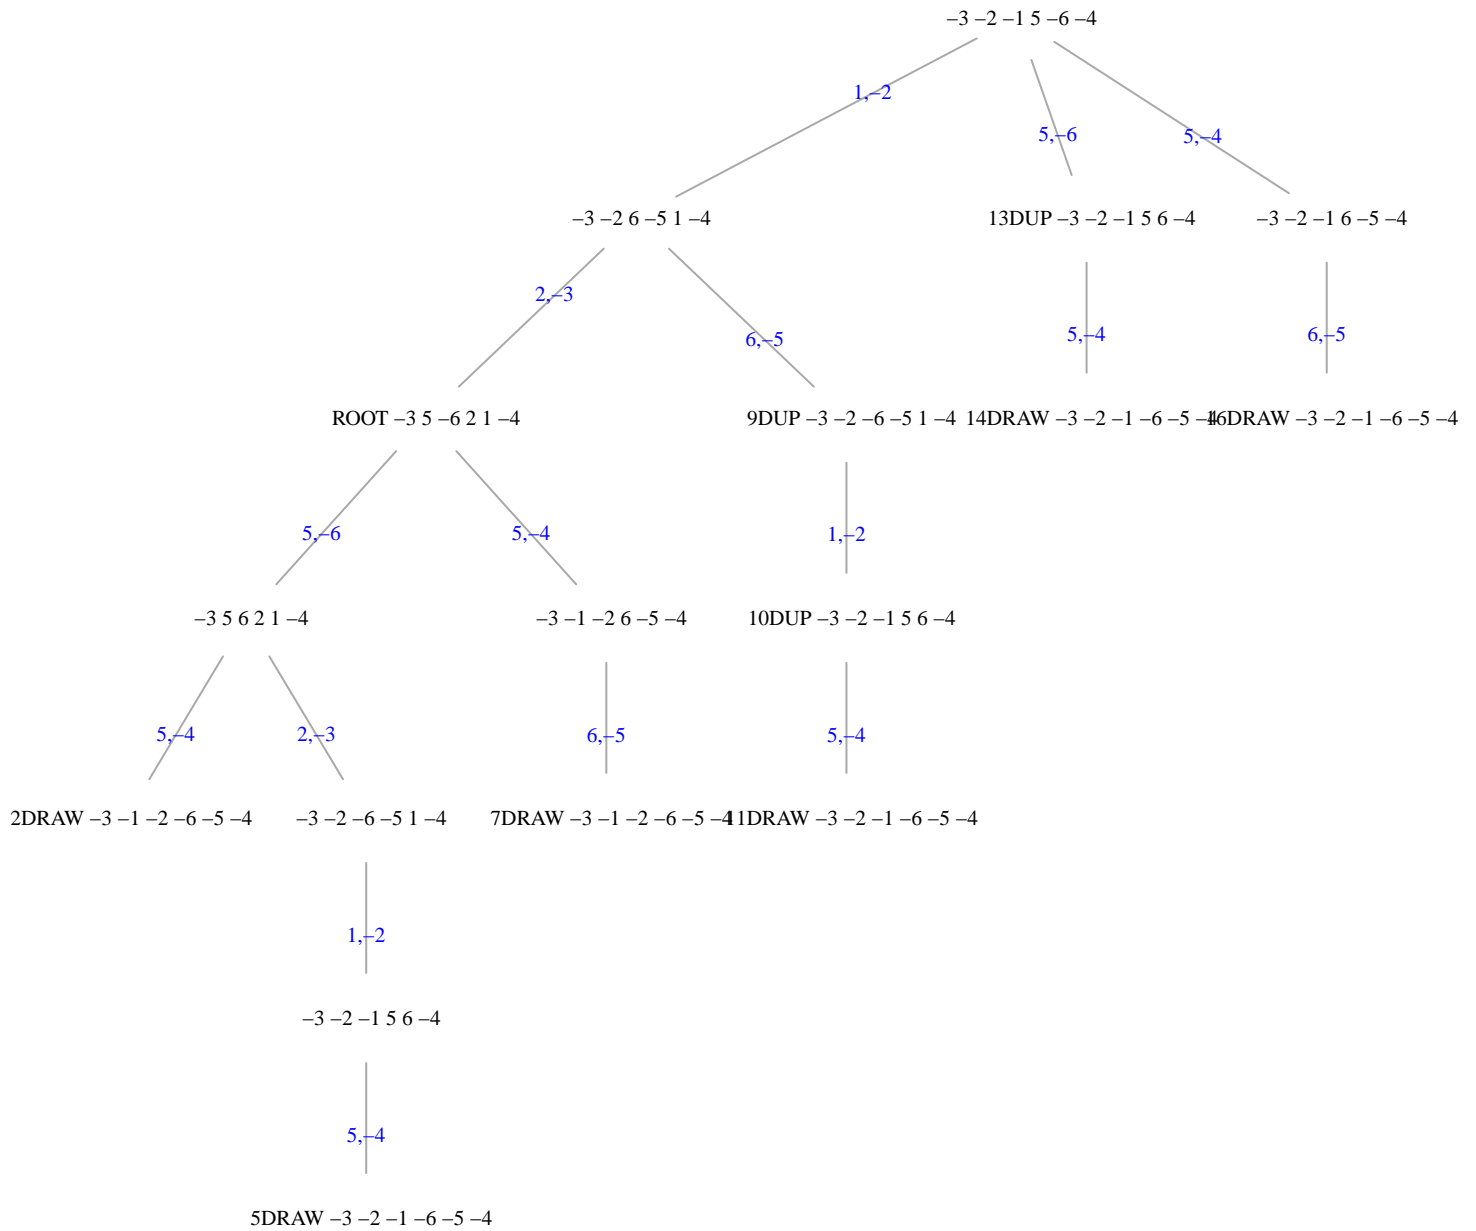 −3 −2 −1 5 −6 −4
1,−2
5,−6
5,−4
−3 −2 6 −5 1 −4
13DUP −3 −2 −1 5 6 −4
−3 −2 −1 6 −5 −4
2,−3
6,−5
5,−4
6,−5
ROOT −3 5 −6 2 1 −4
9DUP −3 −2 −6 −5 1 −4
14DRAW −3 −2 −1 −6 −5 −4
16DRAW −3 −2 −1 −6 −5 −4
5,−6
5,−4
1,−2
−3 5 6 2 1 −4
−3 −1 −2 6 −5 −4
10DUP −3 −2 −1 5 6 −4
5,−4
2,−3
6,−5
5,−4
2DRAW −3 −1 −2 −6 −5 −4
−3 −2 −6 −5 1 −4
7DRAW −3 −1 −2 −6 −5 −4
11DRAW −3 −2 −1 −6 −5 −4
1,−2
−3 −2 −1 5 6 −4
5,−4
5DRAW −3 −2 −1 −6 −5 −4